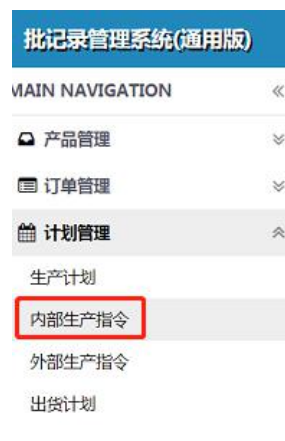 批记录管理系统(通用版)
MAIN NAVIGATION
产品管理
订单管理
计划管理
生产计划
内部生产指令
外部生产指令
出货计划